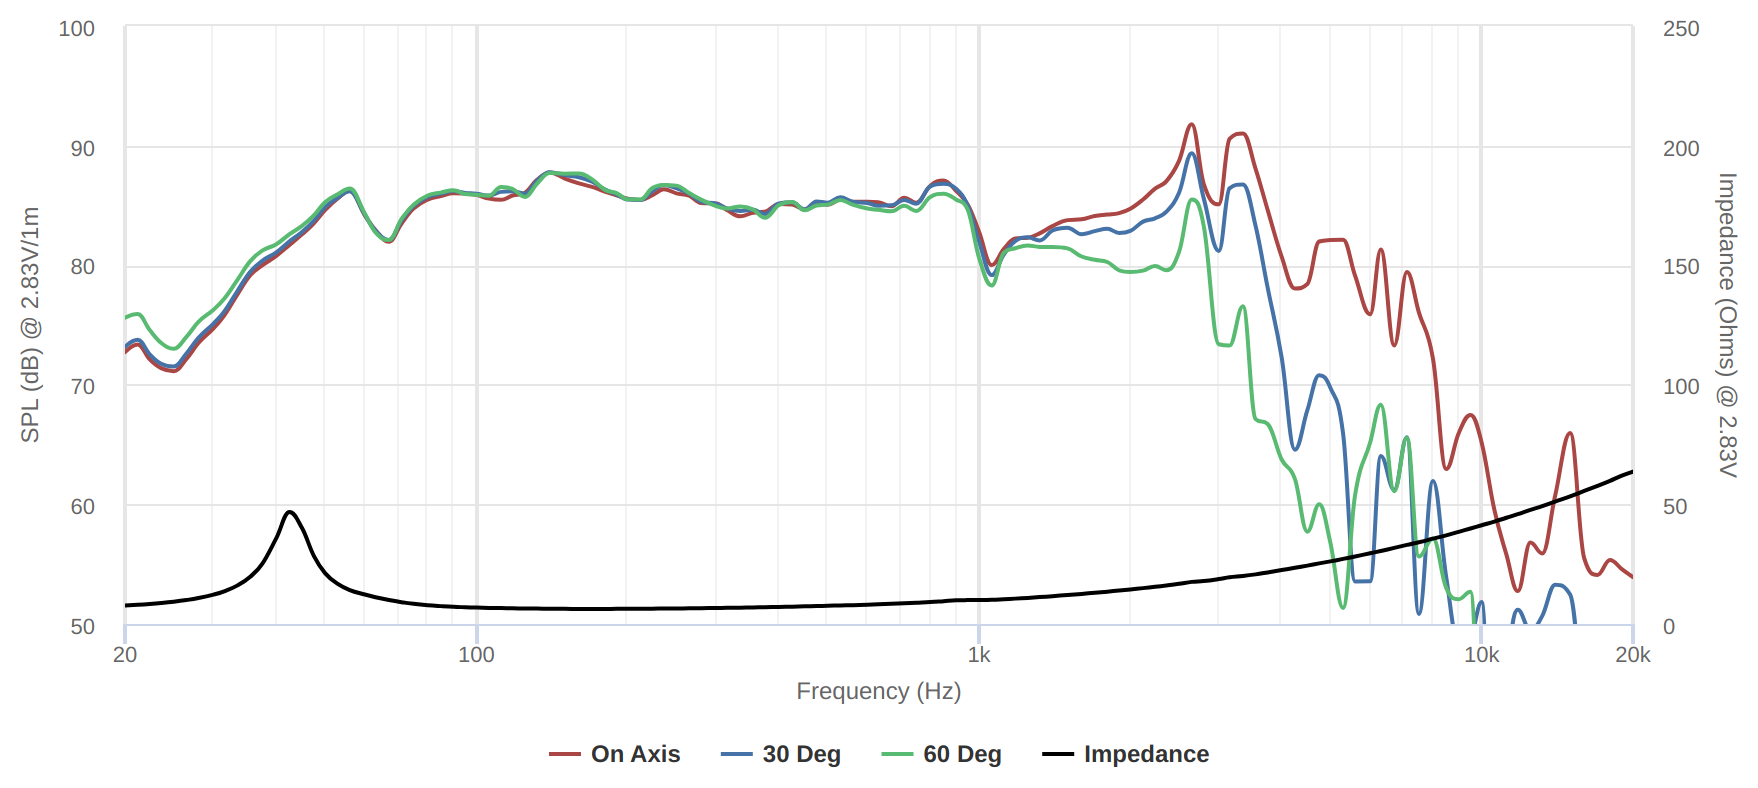 100
90
80
70
60
50
SPL (dB) @ 2.83V/1m
250
200
150
100
50
0
Impedance (Ohms) @ 2.83V
20
100
1k
10k
20k
Frequency (Hz)
On Axis
30 Deg
60 Deg
Impedance